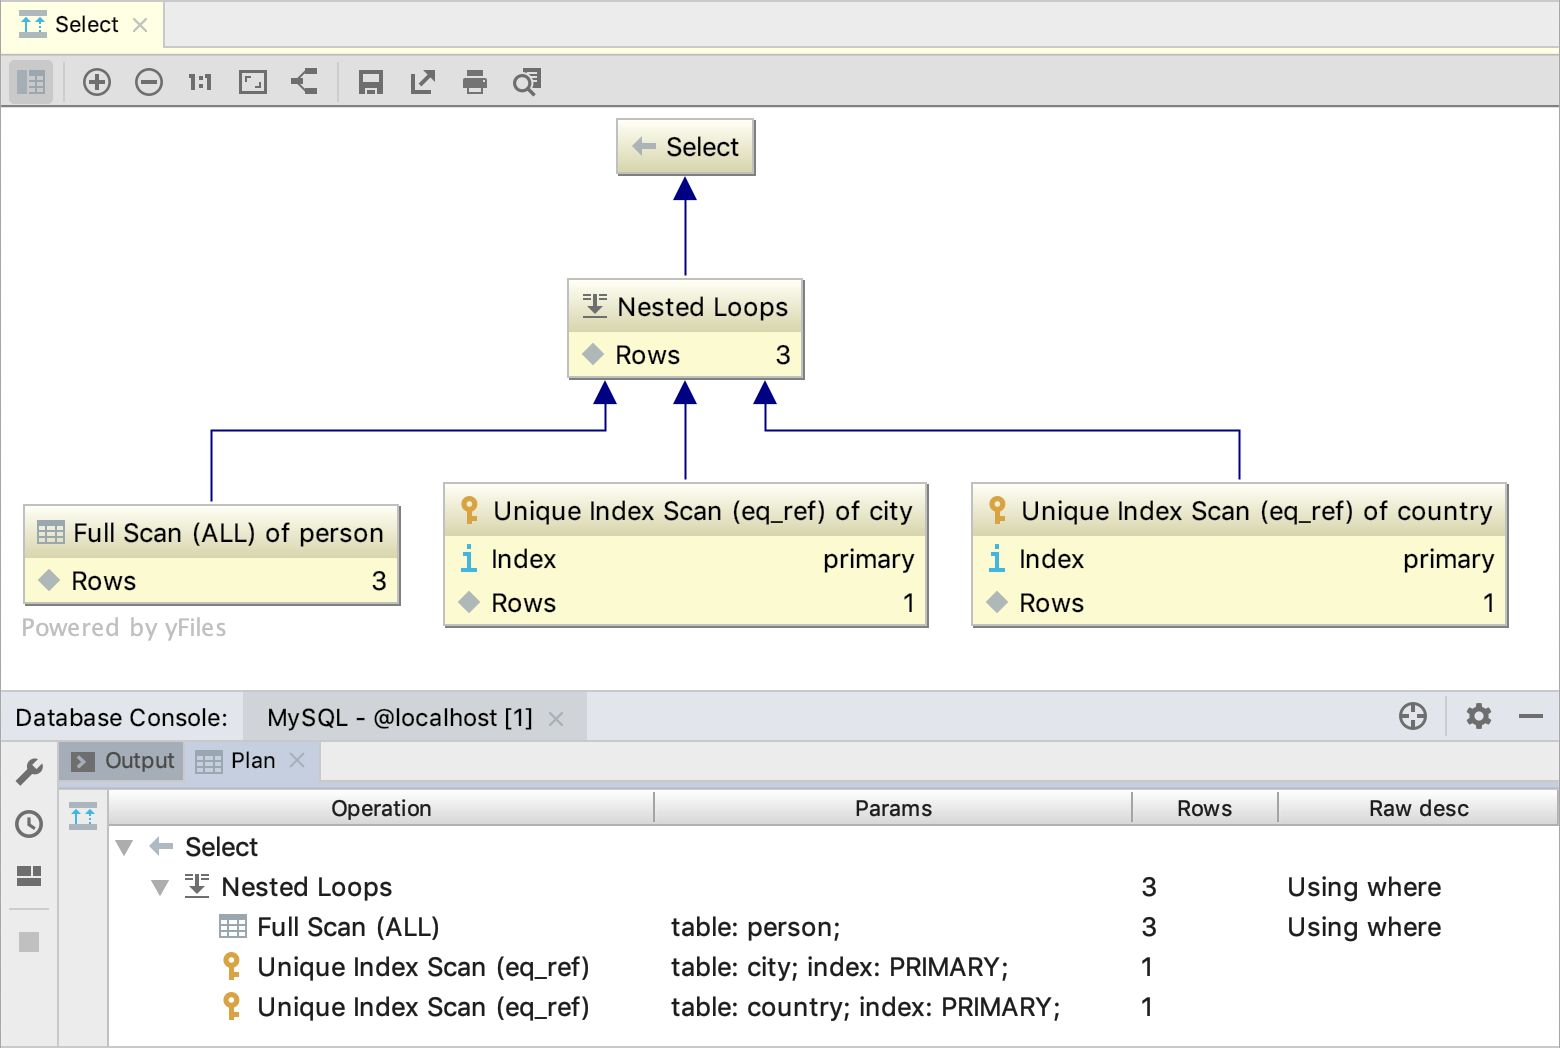 Select
1:1
Select
Nested Loops
Rows 3
Full Scan (ALL) of person
Rows 3
Unique Index Scan (eq_ref) of city
Index primary
Rows 1
Unique Index Scan (eq_ref) of country
Index primary
Rows 1
Powered by yFiles
Database Console: MySQL - @localhost [1]
Output Plan
Operation Params Rows Raw desc
Select
Nested Loops 3 Using where
Full Scan (ALL) table: person; 3 Using where
Unique Index Scan (eq_ref) table: city; index: PRIMARY; 1
Unique Index Scan (eq_ref) table: country; index: PRIMARY; 1